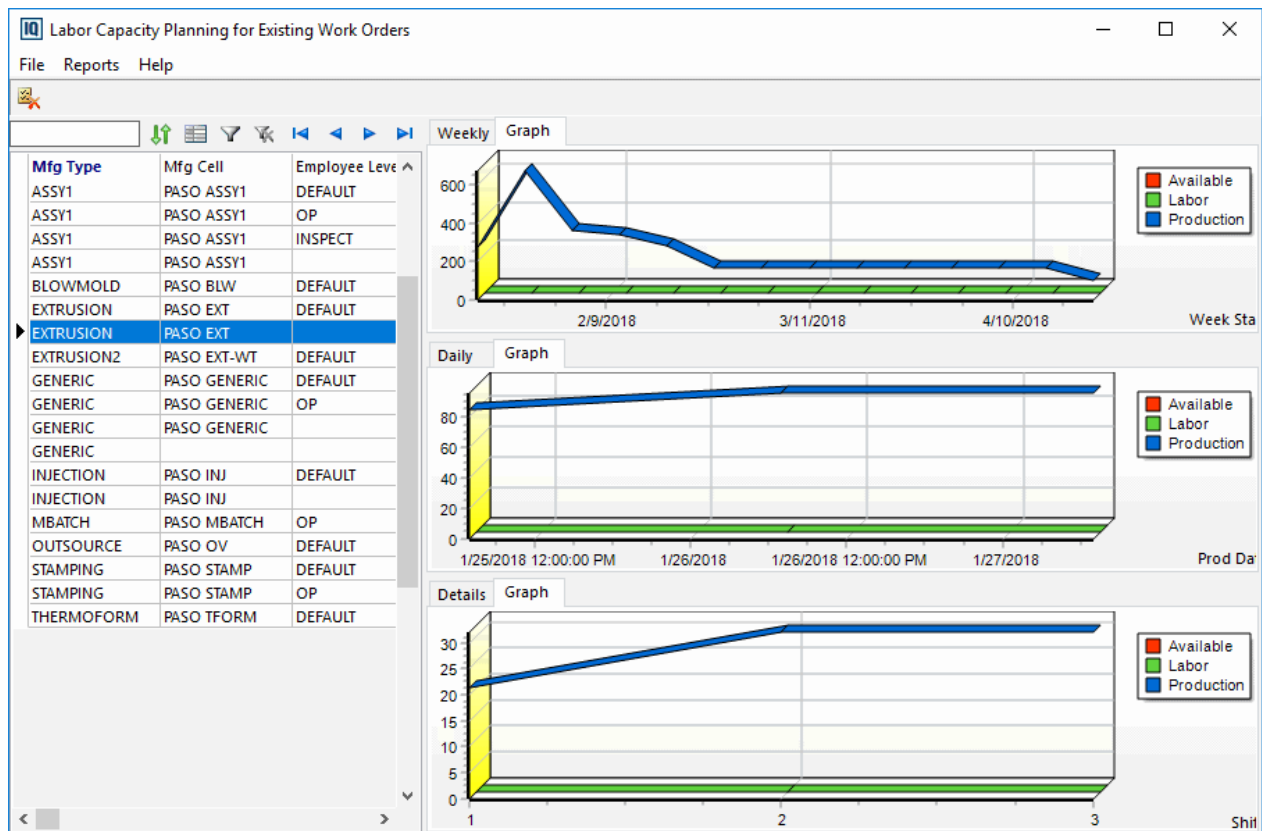 IQ Labor Capacity Planning for Existing Work Orders
File Reports Help
Mfg Type Mfg Cell Employee Leve
ASSY1 PASO ASSY1 DEFAULT
ASSY1 PASO ASSY1 OP
ASSY1 PASO ASSY1 INSPECT
ASSY1 PASO ASSY1
BLOWMOLD PASO BLW DEFAULT
EXTRUSION PASO EXT DEFAULT
EXTRUSION PASO EXT
EXTRUSION2 PASO EXT-WT DEFAULT
GENERIC PASO GENERIC DEFAULT
GENERIC PASO GENERIC OP
GENERIC PASO GENERIC
GENERIC
INJECTION PASO INJ DEFAULT
INJECTION PASO INJ
MBATCH PASO MBATCH OP
OUTSOURCE PASO OV DEFAULT
STAMPING PASO STAMP DEFAULT
STAMPING PASO STAMP OP
THERMOFORM PASO TFORM DEFAULT
Weekly Graph
600
400
200
0
2/9/2018 3/11/2018 4/10/2018 Week Sta
Available
Labor
Production
Daily Graph
80
60
40
20
0
1/25/2018 12:00:00 PM 1/26/2018 1/26/2018 12:00:00 PM 1/27/2018 Prod Dat
Available
Labor
Production
Details Graph
30
25
20
15
10
5
0
1 2 3 Shif
Available
Labor
Production